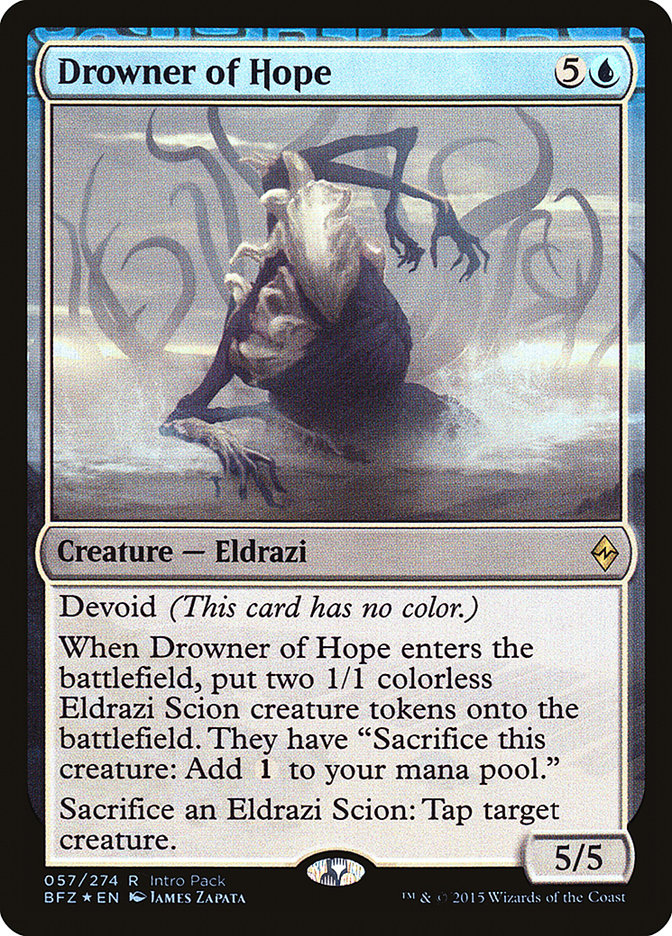 Drowner of Hope 5
Creature — Eldrazi
Devoid (This card has no color.)
When Drowner of Hope enters the
battlefield, put two 1/1 colorless
Eldrazi Scion creature tokens onto the
battlefield. They have “Sacrifice this
creature: Add 1 to your mana pool.”
Sacrifice an Eldrazi Scion: Tap target
creature.
5/5
057/274 R Intro Pack
BFZ ★ EN James Zapata
™ & © 2015 Wizards of the Coast